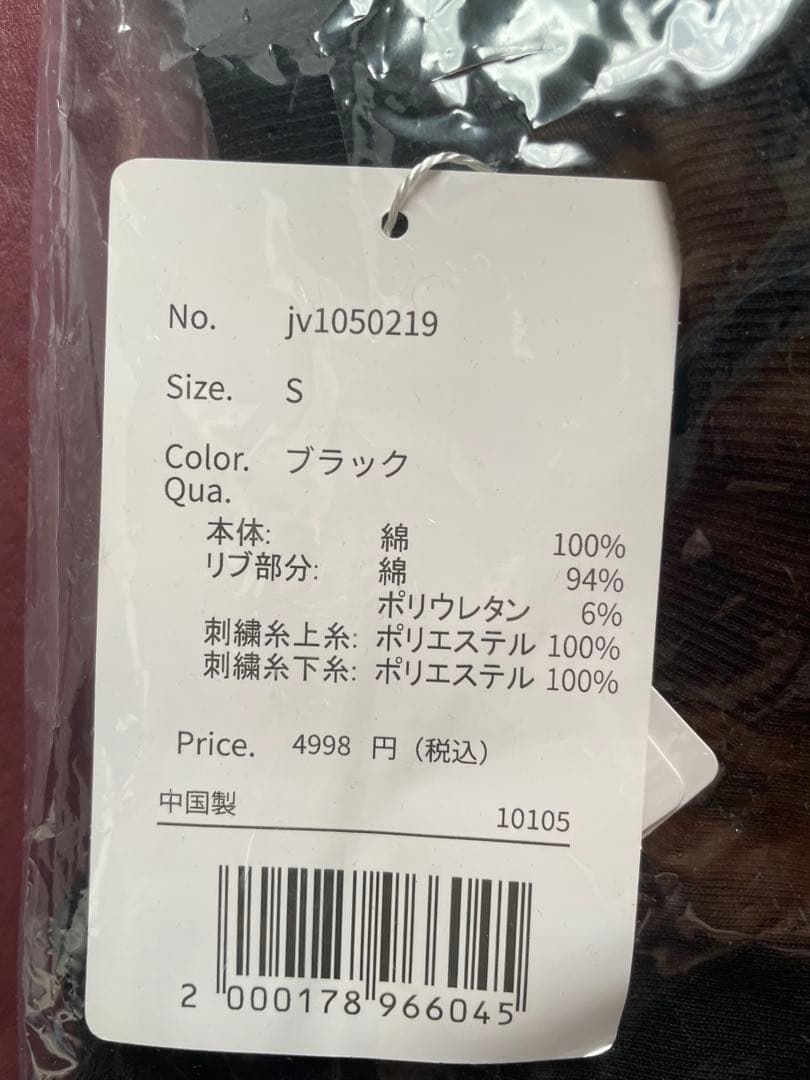 No. jv1050219
Size. S
Color. ブラック
Qua.
本体: 綿 100%
リブ部分: 綿 94%
ポリウレタン 6%
刺繍糸上糸: ポリエステル 100%
刺繍糸下糸: ポリエステル 100%
Price. 4998 円 (税込)
中国製 10105
2 000178 966045